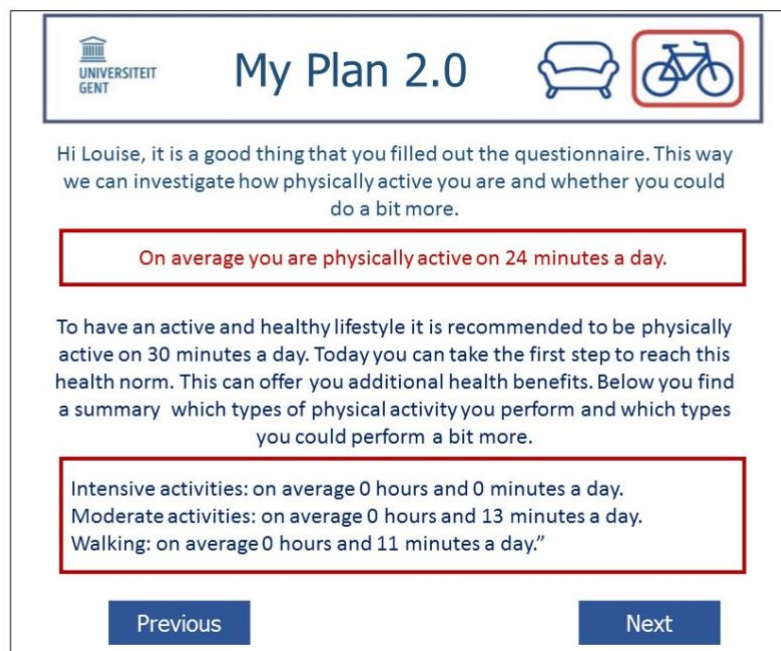 UNIVERSITEIT
GENT
My Plan 2.0
Hi Louise, it is a good thing that you filled out the questionnaire. This way
we can investigate how physically active you are and whether you could
do a bit more.
On average you are physically active on 24 minutes a day.
To have an active and healthy lifestyle it is recommended to be physically
active on 30 minutes a day. Today you can take the first step to reach this
health norm. This can offer you additional health benefits. Below you find
a summary which types of physical activity you perform and which types
you could perform a bit more.
Intensive activities: on average 0 hours and 0 minutes a day.
Moderate activities: on average 0 hours and 13 minutes a day.
Walking: on average 0 hours and 11 minutes a day.”
Previous
Next